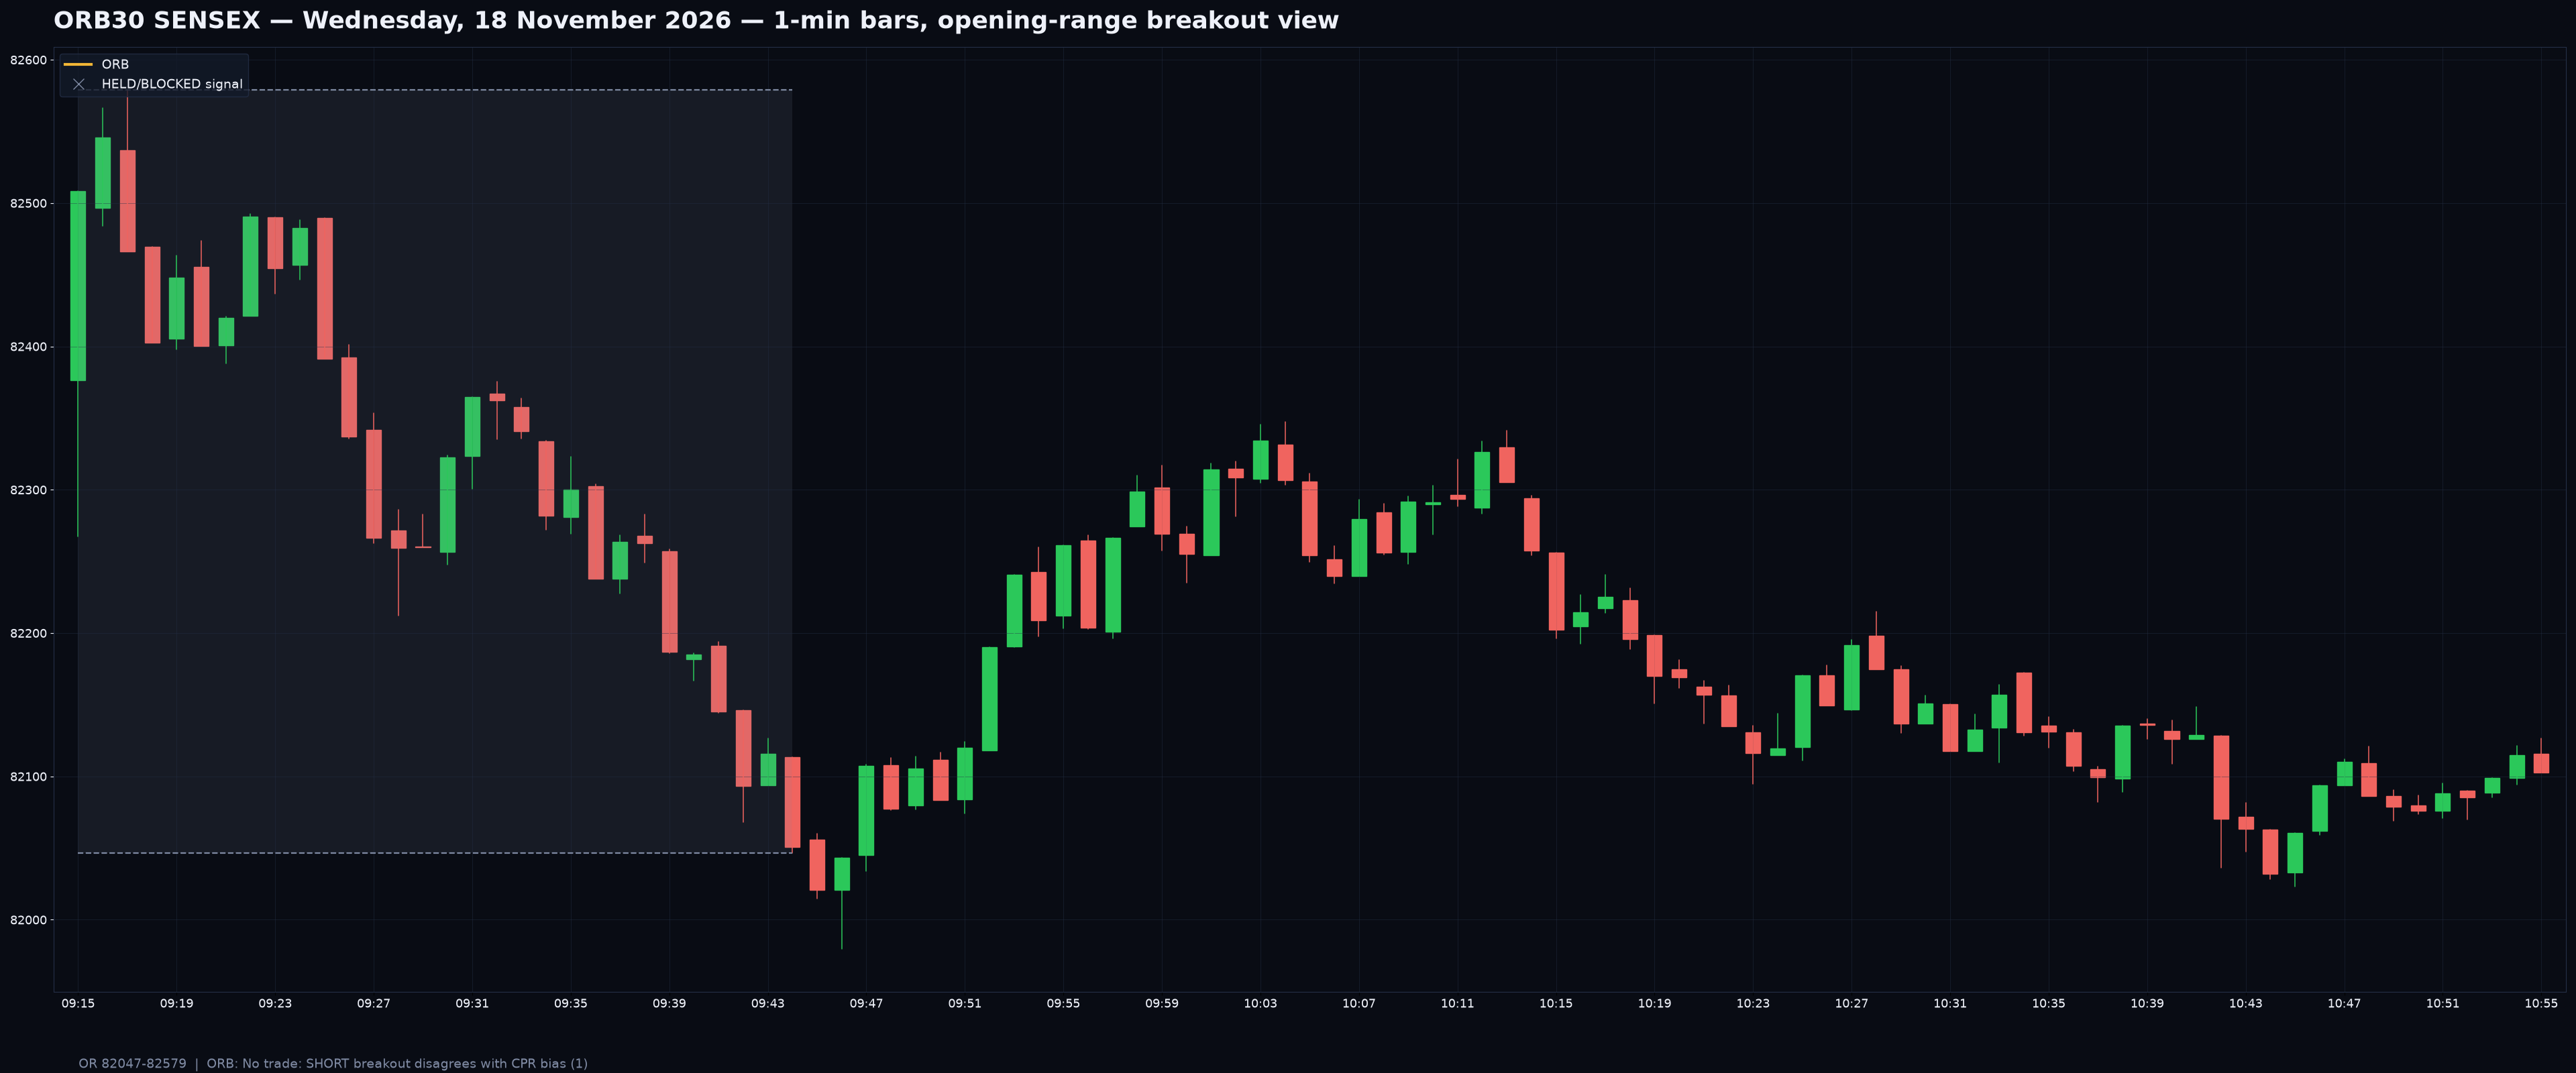 ORB30 SENSEX — Wednesday, 18 November 2026 — 1-min bars, opening-range breakout view
ORB
HELD/BLOCKED signal
82600
82500
82400
82300
82200
82100
82000
09:15 09:19 09:23 09:27 09:31 09:35 09:39 09:43 09:47 09:51 09:55 09:59 10:03 10:07 10:11 10:15 10:19 10:23 10:27 10:31 10:35 10:39 10:43 10:47 10:51 10:55
OR 82047-82579 | ORB: No trade: SHORT breakout disagrees with CPR bias (1)